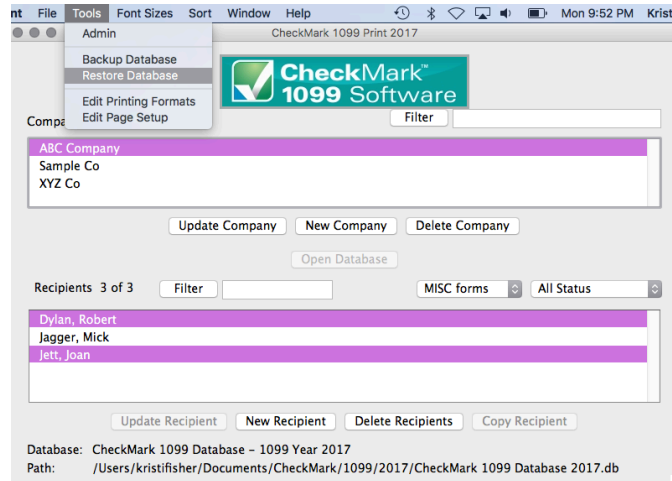 nt File Tools Font Sizes Sort Window Help Mon 9:52 PM Krist
Admin
CheckMark 1099 Print 2017
Backup Database
Restore Database
Edit Printing Formats
Edit Page Setup
CheckMark™
1099 Software
Compa
Filter
ABC Company
Sample Co
XYZ Co
Update Company New Company Delete Company
Open Database
Recipients 3 of 3 Filter MISC forms All Status
Dylan, Robert
Jagger, Mick
Jett, Joan
Update Recipient New Recipient Delete Recipients Copy Recipient
Database: CheckMark 1099 Database – 1099 Year 2017
Path: /Users/kristifisher/Documents/CheckMark/1099/2017/CheckMark 1099 Database 2017.db